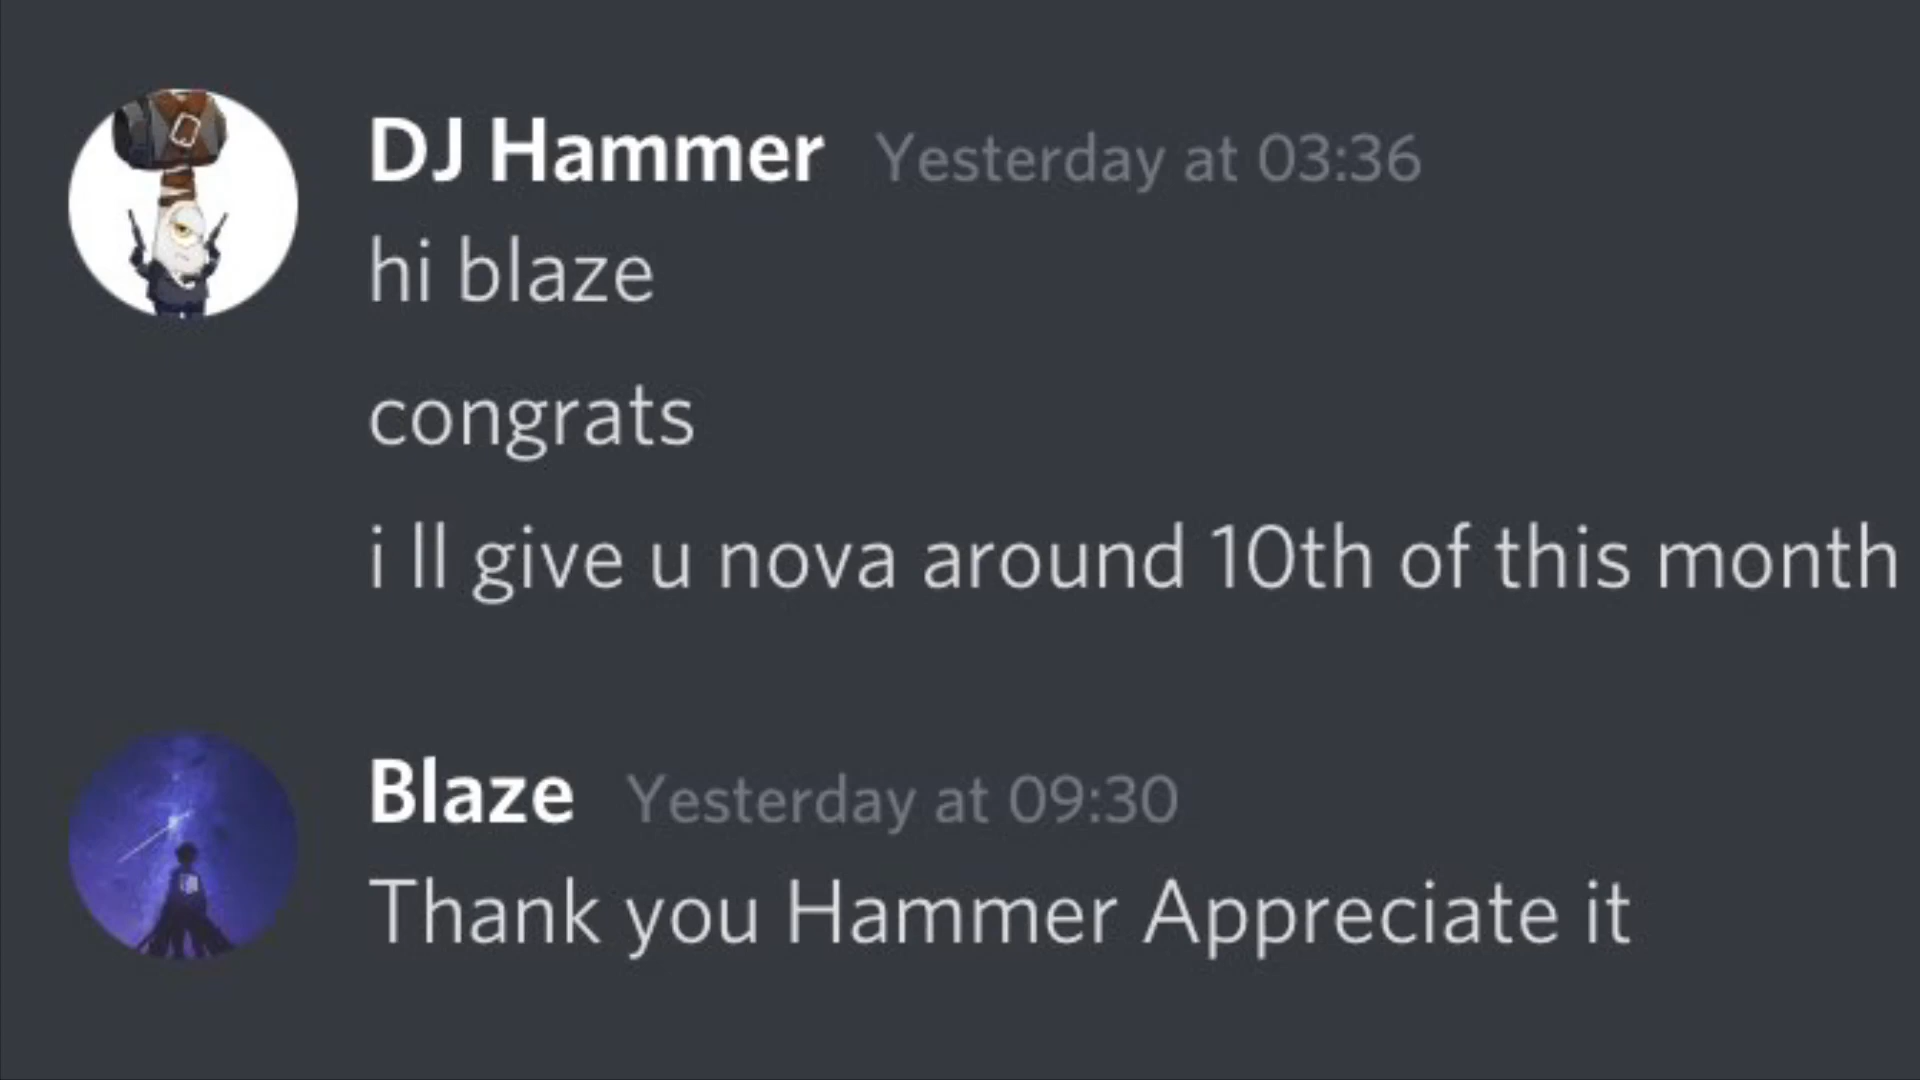 DJ Hammer Yesterday at 03:36
hi blaze
congrats
i ll give u nova around 10th of this month
Blaze Yesterday at 09:30
Thank you Hammer Appreciate it